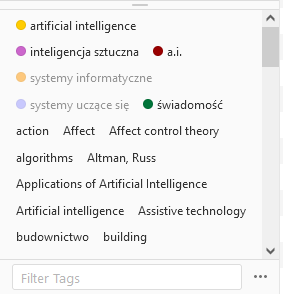 artificial intelligence
inteligencja sztuczna a.i.
systemy informatyczne
systemy uczące się świadomość
action Affect Affect control theory
algorithms Altman, Russ
Applications of Artificial Intelligence
Artificial intelligence Assistive technology
budownictwo building
Filter Tags